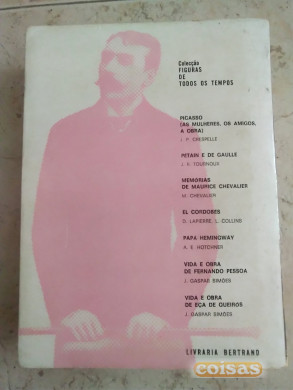 Colecção
FIGURAS
DE
TODOS OS TEMPOS
PICASSO
(AS MULHERES, OS AMIGOS,
A OBRA)
J. P. CRESPELLE
PETAIN E DE GAULLE
J. R. TOURNOUX
MEMORIAS
DE MAURICE CHEVALIER
M. CHEVALIER
EL CORDOBES
D. LAPIERRE, L. COLLINS
PAPA HEMINGWAY
A. E. HOTCHNER
VIDA E OBRA
DE FERNANDO PESSOA
J. GASPAR SIMÕES
VIDA E OBRA
DE EÇA DE QUEIROS
J. GASPAR SIMÕES
LIVRARIA BERTRAND
coisas